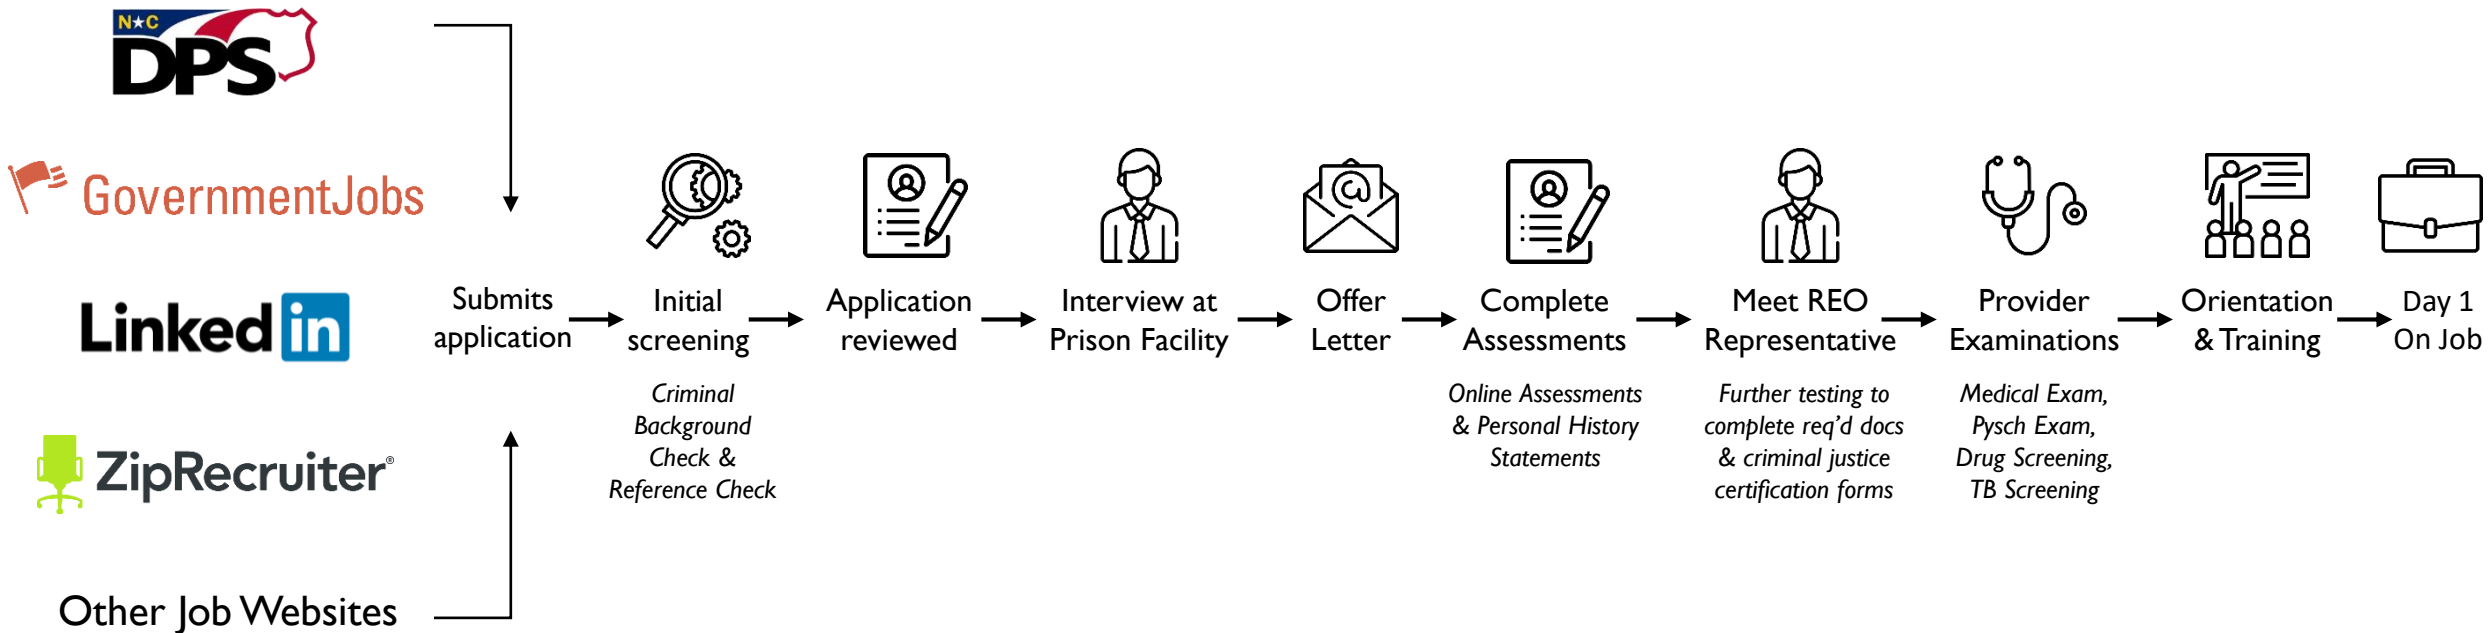 N★C
DPS
GovernmentJobs
Linked in
ZipRecruiter®
Other Job Websites
Submits
application
Initial
screening
Criminal
Background
Check &
Reference Check
Application
reviewed
Interview at
Prison Facility
Offer
Letter
Complete
Assessments
Online Assessments
& Personal History
Statements
Meet REO
Representative
Further testing to
complete req'd docs
& criminal justice
certification forms
Provider
Examinations
Medical Exam,
Pysch Exam,
Drug Screening,
TB Screening
Orientation
& Training
Day 1
On Job